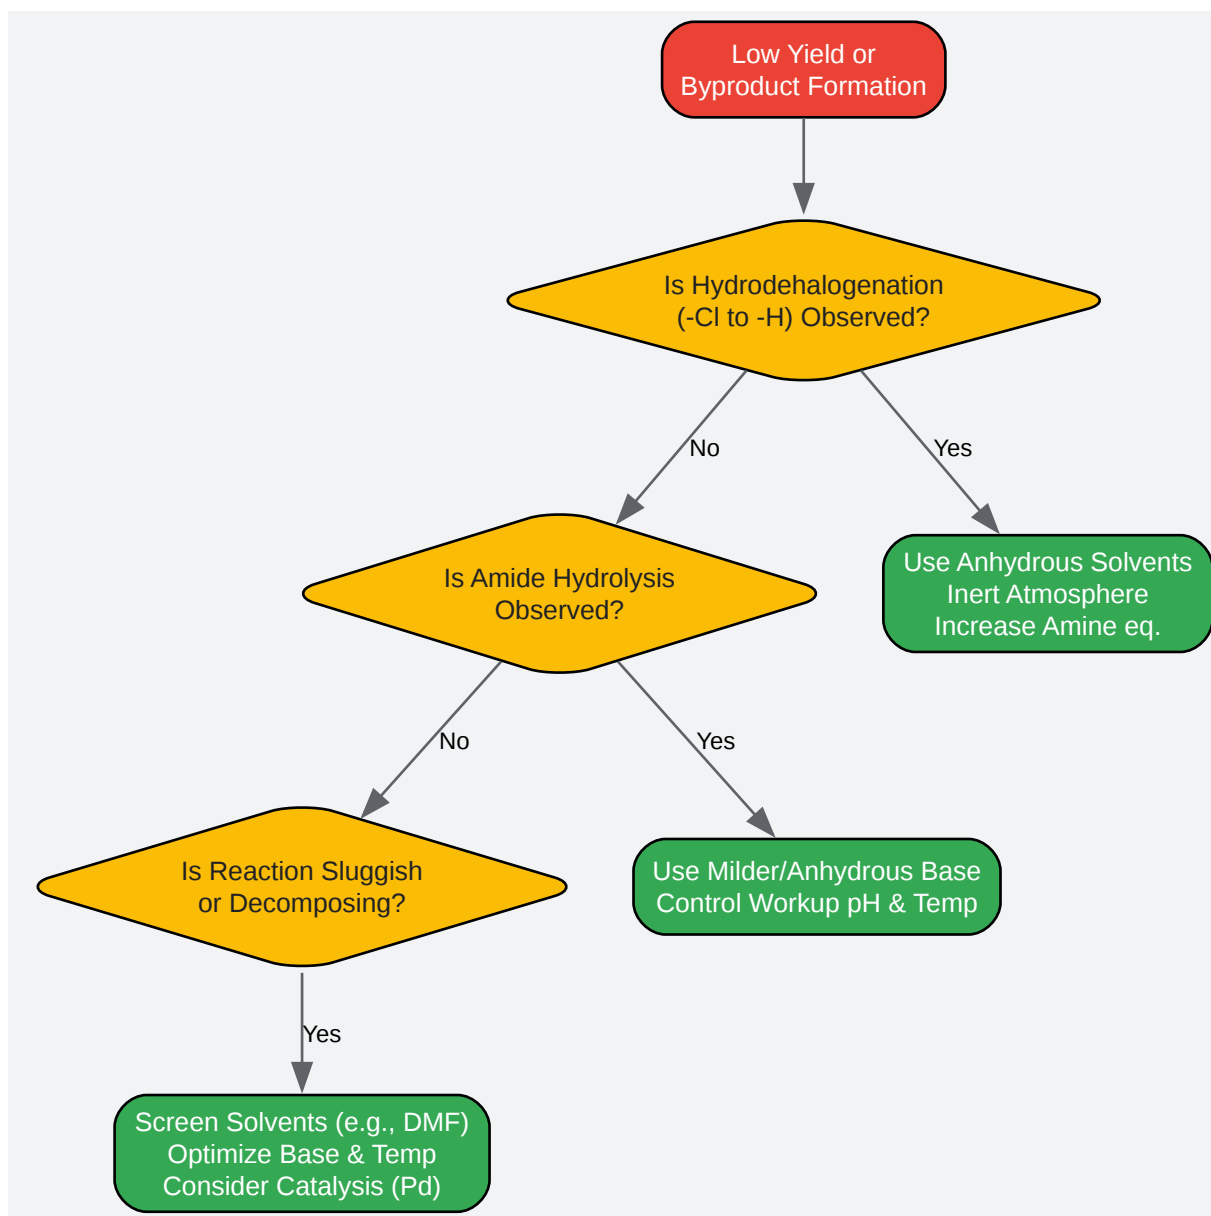 Low Yield or
Byproduct Formation
Is Hydrodehalogenation
(-Cl to -H) Observed?
No
Yes
Is Amide Hydrolysis
Observed?
Use Anhydrous Solvents
Inert Atmosphere
Increase Amine eq.
No
Yes
Is Reaction Sluggish
or Decomposing?
Use Milder/Anhydrous Base
Control Workup pH & Temp
Yes
Screen Solvents (e.g., DMF)
Optimize Base & Temp
Consider Catalysis (Pd)